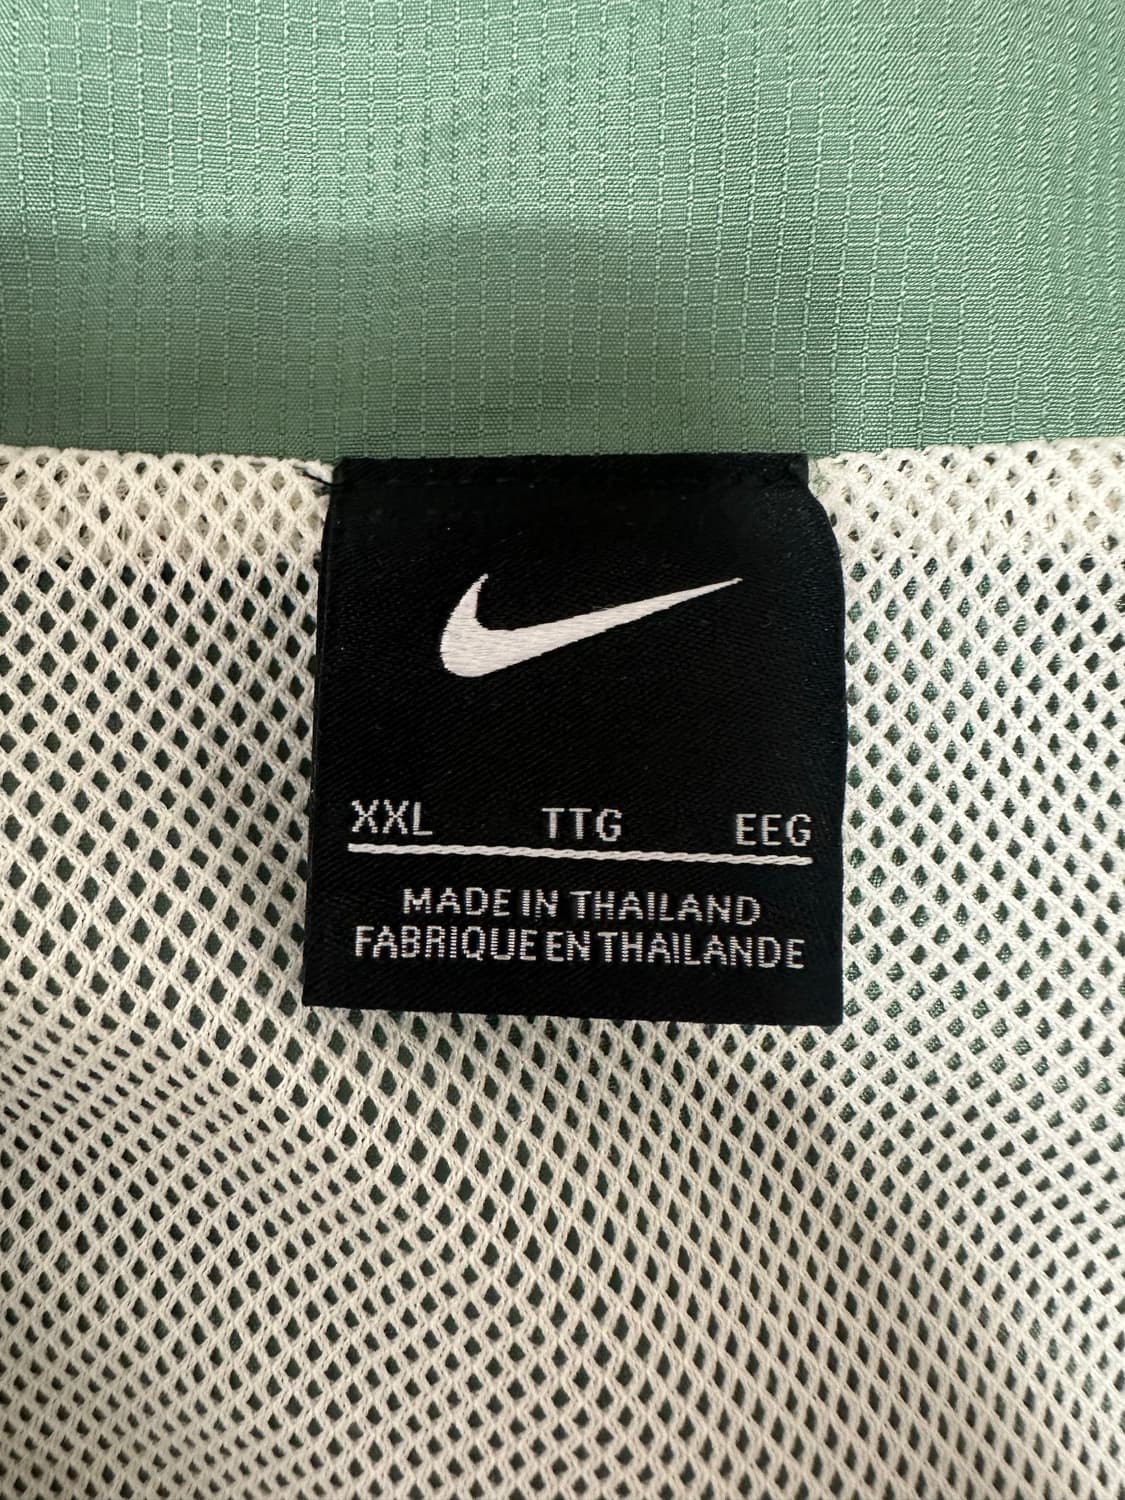 XXL TTG EEG
MADE IN THAILAND
FABRIQUE EN THAILANDE